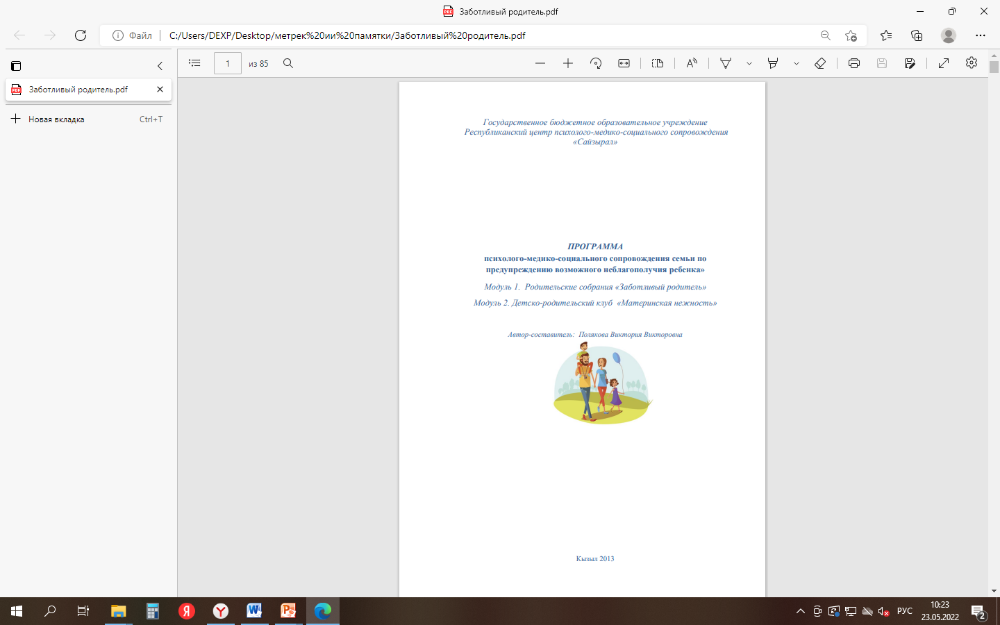 Заботливый родитель.pdf
Файл
C:/Users/DEXP/Desktop/метрек%20ии%20памятки/Заботливый%20родитель.pdf
1
из 85
Заботливый родитель.pdf
Новая вкладка
Ctrl+T
Государственное бюджетное образовательное учреждение
Республиканский центр психолого-медико-социального сопровождения
«Сайзырал»
ПРОГРАММА
психолого-медико-социального сопровождения семьи по
предупреждению возможного неблагополучия ребенка»
Модуль 1. Родительские собрания «Заботливый родитель»
Модуль 2. Детско-родительский клуб «Материнская нежность»
Автор-составитель: Полякова Виктория Викторовна
Кызыл 2013
РУС
10:23
23.05.2022
2